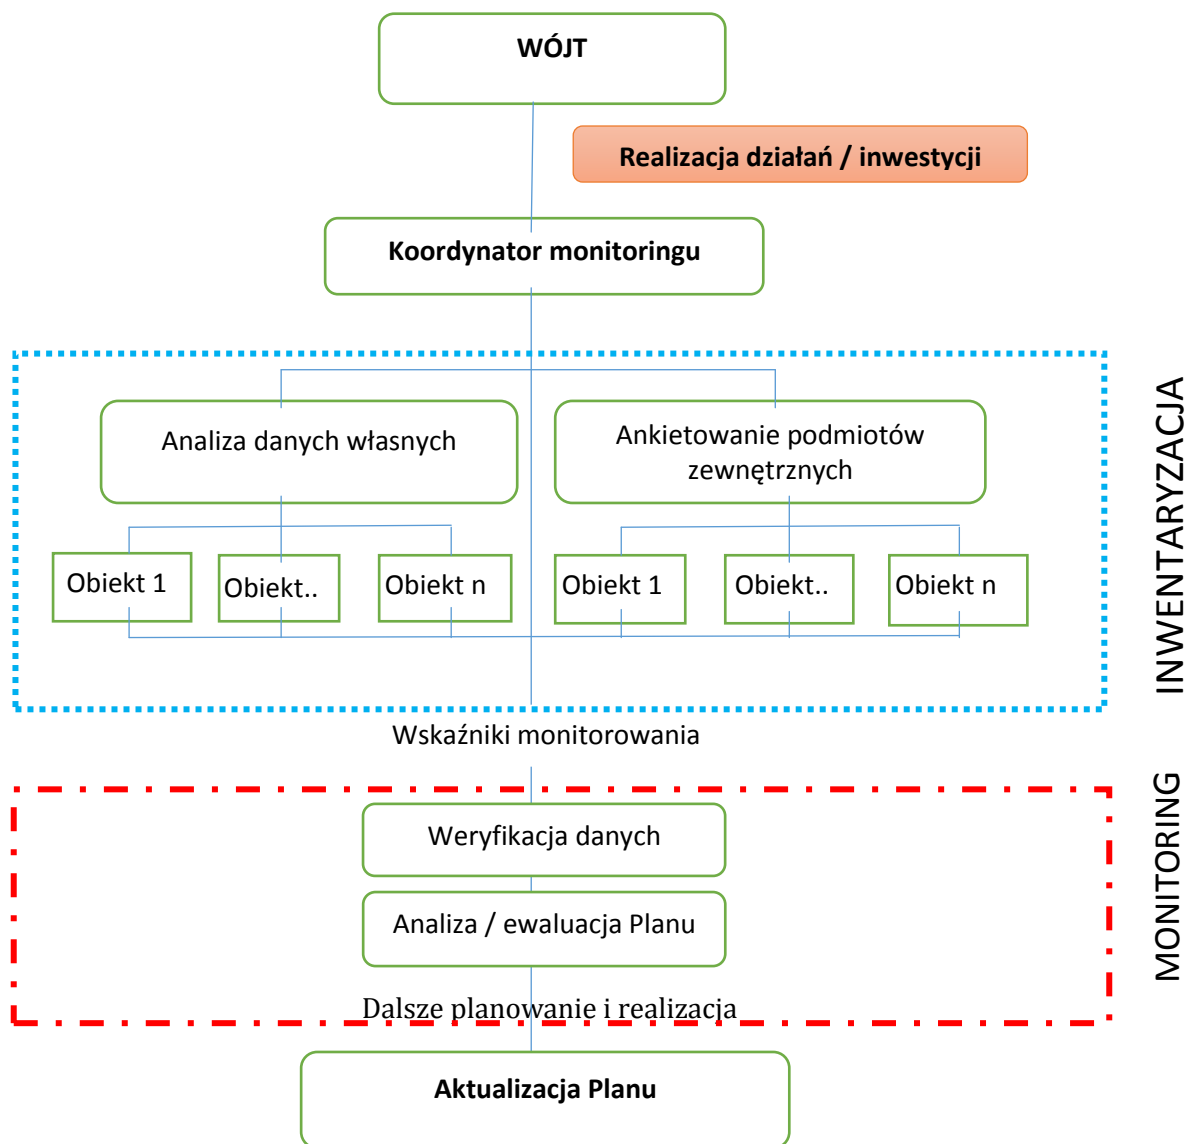 WÓJT
Realizacja działań / inwestycji
Koordynator monitoringu
Analiza danych własnych
Ankietowanie podmiotów
zewnętrznych
Obiekt 1
Obiekt..
Obiekt n
Obiekt 1
Obiekt..
Obiekt n
INWENTARYZACJA
Wskaźniki monitorowania
Weryfikacja danych
Analiza / ewaluacja Planu
Dalsze planowanie i realizacja
MONITORING
Aktualizacja Planu